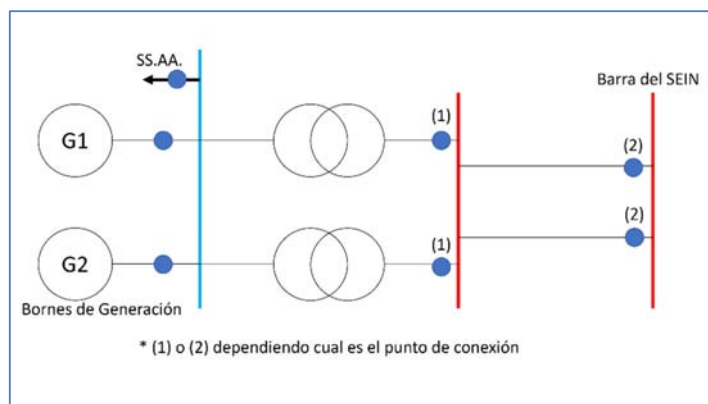 SS.AA.
Barra del SEIN
G1
(1)
(2)
(2)
G2
(1)
Bornes de Generación
* (1) o (2) dependiendo cual es el punto de conexión